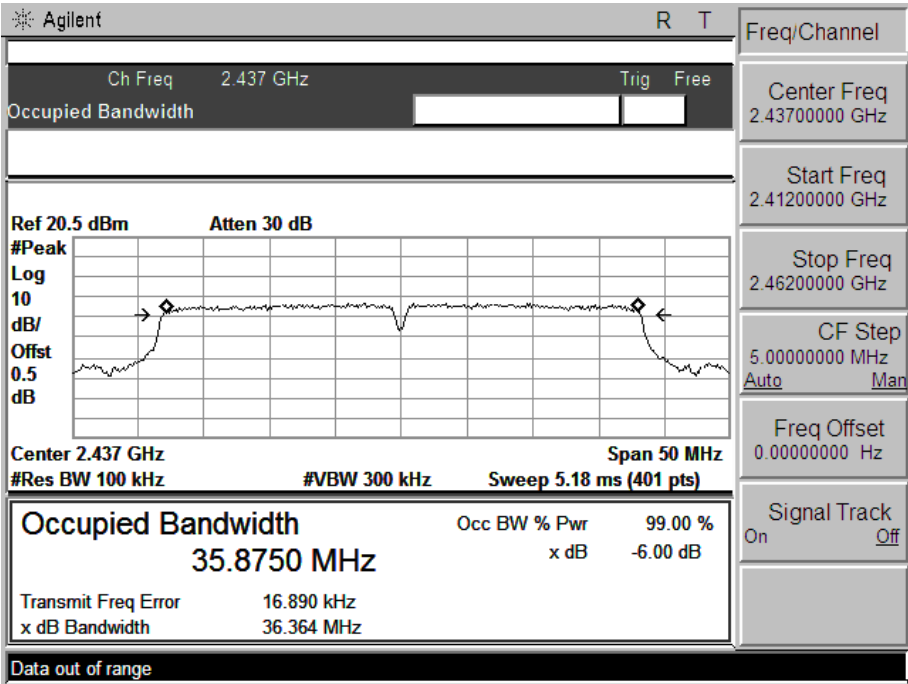 Agilent
R T
Ch Freq 2.437 GHz Trig Free
Occupied Bandwidth
Ref 20.5 dBm Atten 30 dB
#Peak
Log
10
dB/
Offst
0.5
dB
Center 2.437 GHz Span 50 MHz
#Res BW 100 kHz #VBW 300 kHz Sweep 5.18 ms (401 pts)
Occupied Bandwidth Occ BW % Pwr 99.00 %
35.8750 MHz x dB -6.00 dB
Transmit Freq Error 16.890 kHz
x dB Bandwidth 36.364 MHz
Data out of range
Freq/Channel
Center Freq
2.43700000 GHz
Start Freq
2.41200000 GHz
Stop Freq
2.46200000 GHz
CF Step
5.00000000 MHz
Auto Man
Freq Offset
0.00000000 Hz
Signal Track
On Off